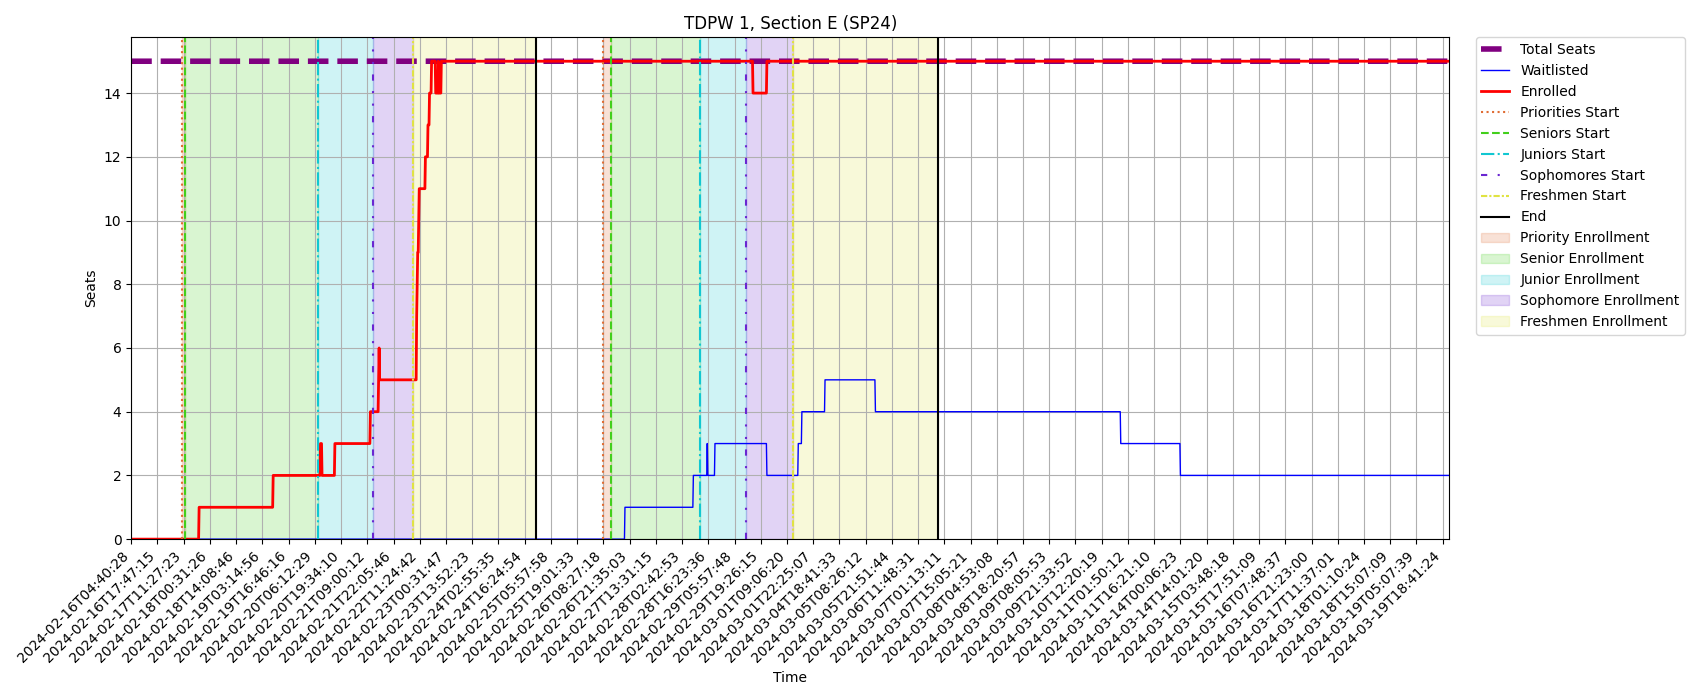 TDPW 1, Section E (SP24)
Seats
14
12
10
8
6
4
2
0
2024-02-16T04:40:28
2024-02-16T17:47:15
2024-02-17T11:27:23
2024-02-18T00:31:26
2024-02-18T14:08:46
2024-02-19T03:14:56
2024-02-19T16:46:16
2024-02-20T06:12:29
2024-02-20T19:34:10
2024-02-21T09:00:12
2024-02-21T22:05:46
2024-02-22T11:24:42
2024-02-23T00:31:47
2024-02-23T13:52:23
2024-02-24T02:55:35
2024-02-24T16:24:54
2024-02-25T05:57:58
2024-02-25T19:01:33
2024-02-26T08:27:18
2024-02-26T21:35:03
2024-02-27T13:31:15
2024-02-28T02:42:53
2024-02-28T16:23:36
2024-02-29T05:57:48
2024-02-29T19:26:15
2024-03-01T09:06:20
2024-03-01T22:25:07
2024-03-04T18:41:33
2024-03-05T08:26:12
2024-03-05T21:51:44
2024-03-06T11:48:31
2024-03-07T01:13:11
2024-03-07T15:05:21
2024-03-08T04:53:08
2024-03-08T18:20:57
2024-03-09T08:05:53
2024-03-09T21:33:52
2024-03-10T12:20:19
2024-03-11T01:50:12
2024-03-11T16:21:10
2024-03-14T00:06:23
2024-03-14T14:01:20
2024-03-15T03:48:18
2024-03-15T17:51:09
2024-03-16T07:48:37
2024-03-16T21:23:00
2024-03-17T11:37:01
2024-03-18T01:10:24
2024-03-18T15:07:09
2024-03-19T05:07:39
2024-03-19T18:41:24
Time
Total Seats
Waitlisted
Enrolled
Priorities Start
Seniors Start
Juniors Start
Sophomores Start
Freshmen Start
End
Priority Enrollment
Senior Enrollment
Junior Enrollment
Sophomore Enrollment
Freshmen Enrollment